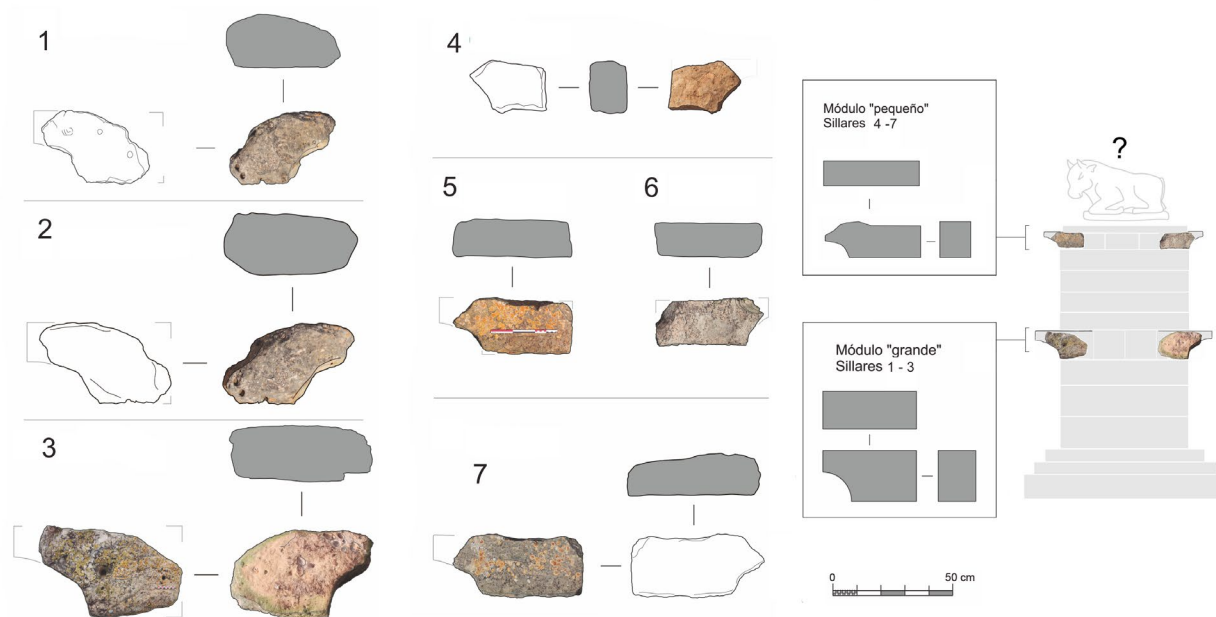 1
2
3
4
5
6
7
Módulo "pequeño"
Sillares 4 -7
Módulo "grande"
Sillares 1 - 3
?
0
50 cm